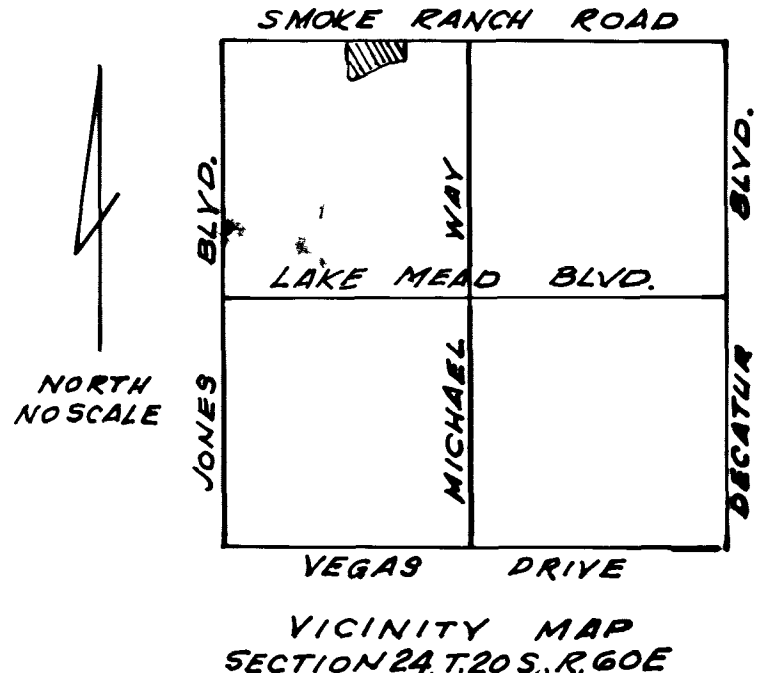 SMOKE RANCH ROAD
JONES BLVD.
MICHAEL WAY
DECATUR BLVD.
LAKE MEAD BLVD.
NORTH
NO SCALE
VEGAS DRIVE
VICINITY MAP
SECTION 24, T.20 S., R.60E